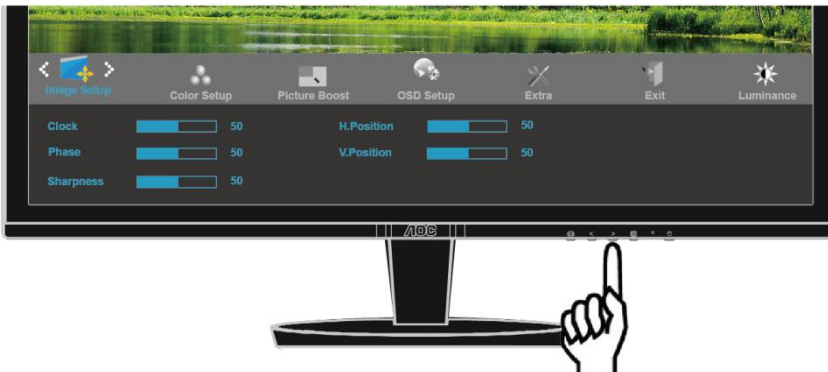 Image Setup
Color Setup
Picture Boost
OSD Setup
Extra
Exit
Luminance
Clock 50 H.Position 50
Phase 50 V.Position 50
Sharpness 50
AOC